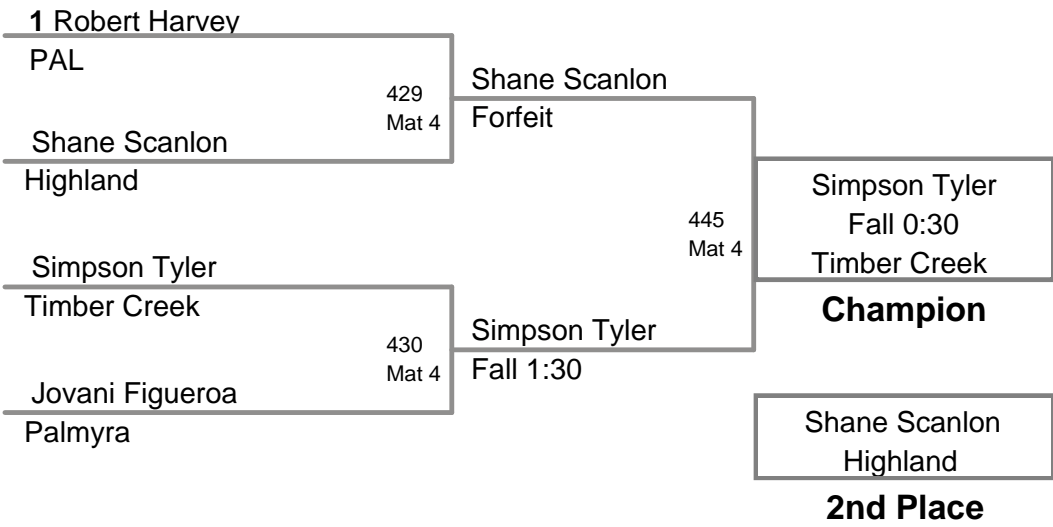 1 Robert Harvey
PAL
429
Mat 4
Shane Scanlon
Highland
Shane Scanlon
Forfeit
Simpson Tyler
Timber Creek
430
Mat 4
Jovani Figueroa
Palmyra
Simpson Tyler
Fall 1:30
445
Mat 4
Simpson Tyler
Fall 0:30
Timber Creek
Champion
Shane Scanlon
Highland
2nd Place